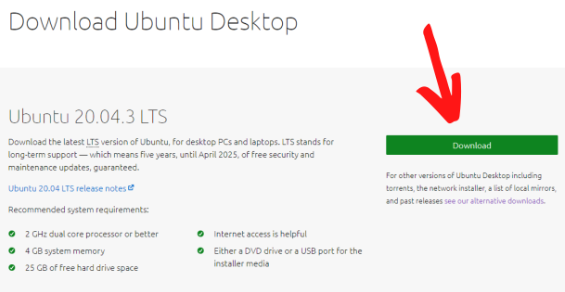 Download Ubuntu Desktop
Ubuntu 20.04.3 LTS
Download the latest LTS version of Ubuntu, for desktop PCs and laptops. LTS stands for
long-term support — which means five years, until April 2025, of free security and
maintenance updates, guaranteed.
Ubuntu 20.04 LTS release notes
Recommended system requirements:
2 GHz dual core processor or better
4 GB system memory
25 GB of free hard drive space
Internet access is helpful
Either a DVD drive or a USB port for the
installer media
Download
For other versions of Ubuntu Desktop including
torrents, the network installer, a list of local mirrors,
and past releases see our alternative downloads.